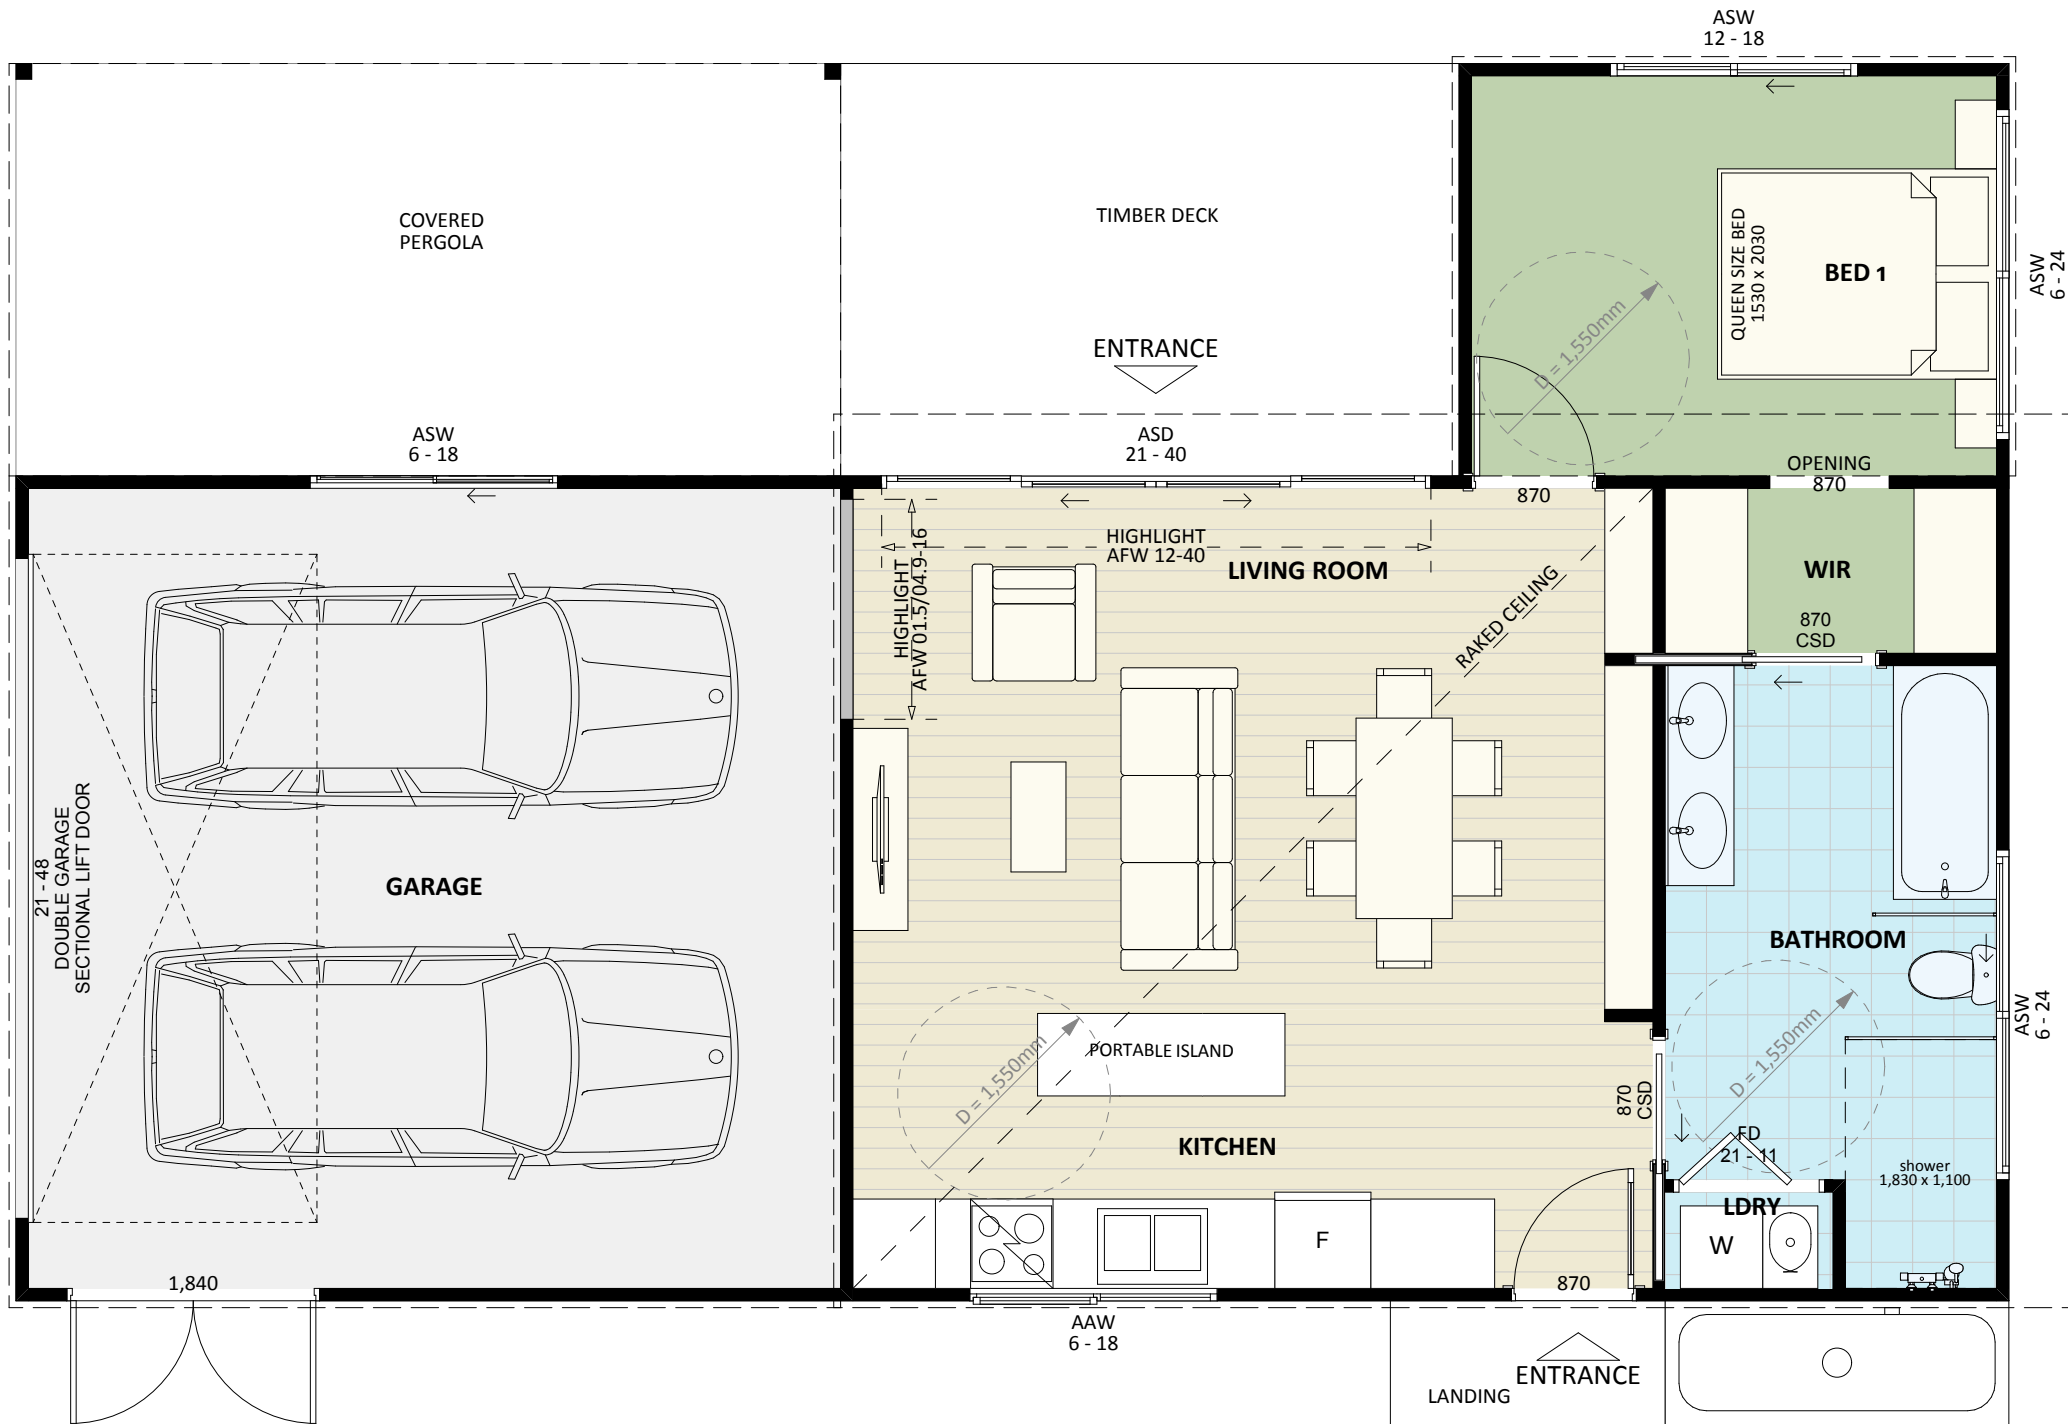 ASW
12 - 18
COVERED
PERGOLA
TIMBER DECK
QUEEN SIZE BED
1530 x 2030
BED 1
ASW
6 - 24
D = 1,550mm
ENTRANCE
ASW
6 - 18
ASD
21 - 40
OPENING
870
870
HIGHLIGHT
AFW 12-40
HIGHLIGHT
AFW 01.5/04.9-16
LIVING ROOM
RAKED CEILING
WIR
870
CSD
21 - 48
DOUBLE GARAGE
SECTIONAL LIFT DOOR
GARAGE
BATHROOM
ASW
6 - 24
PORTABLE ISLAND
D = 1,550mm
D = 1,550mm
870
CSD
KITCHEN
FD
21 - 11
shower
1,830 x 1,100
LDRY
W
F
1,840
870
AAW
6 - 18
ENTRANCE
LANDING